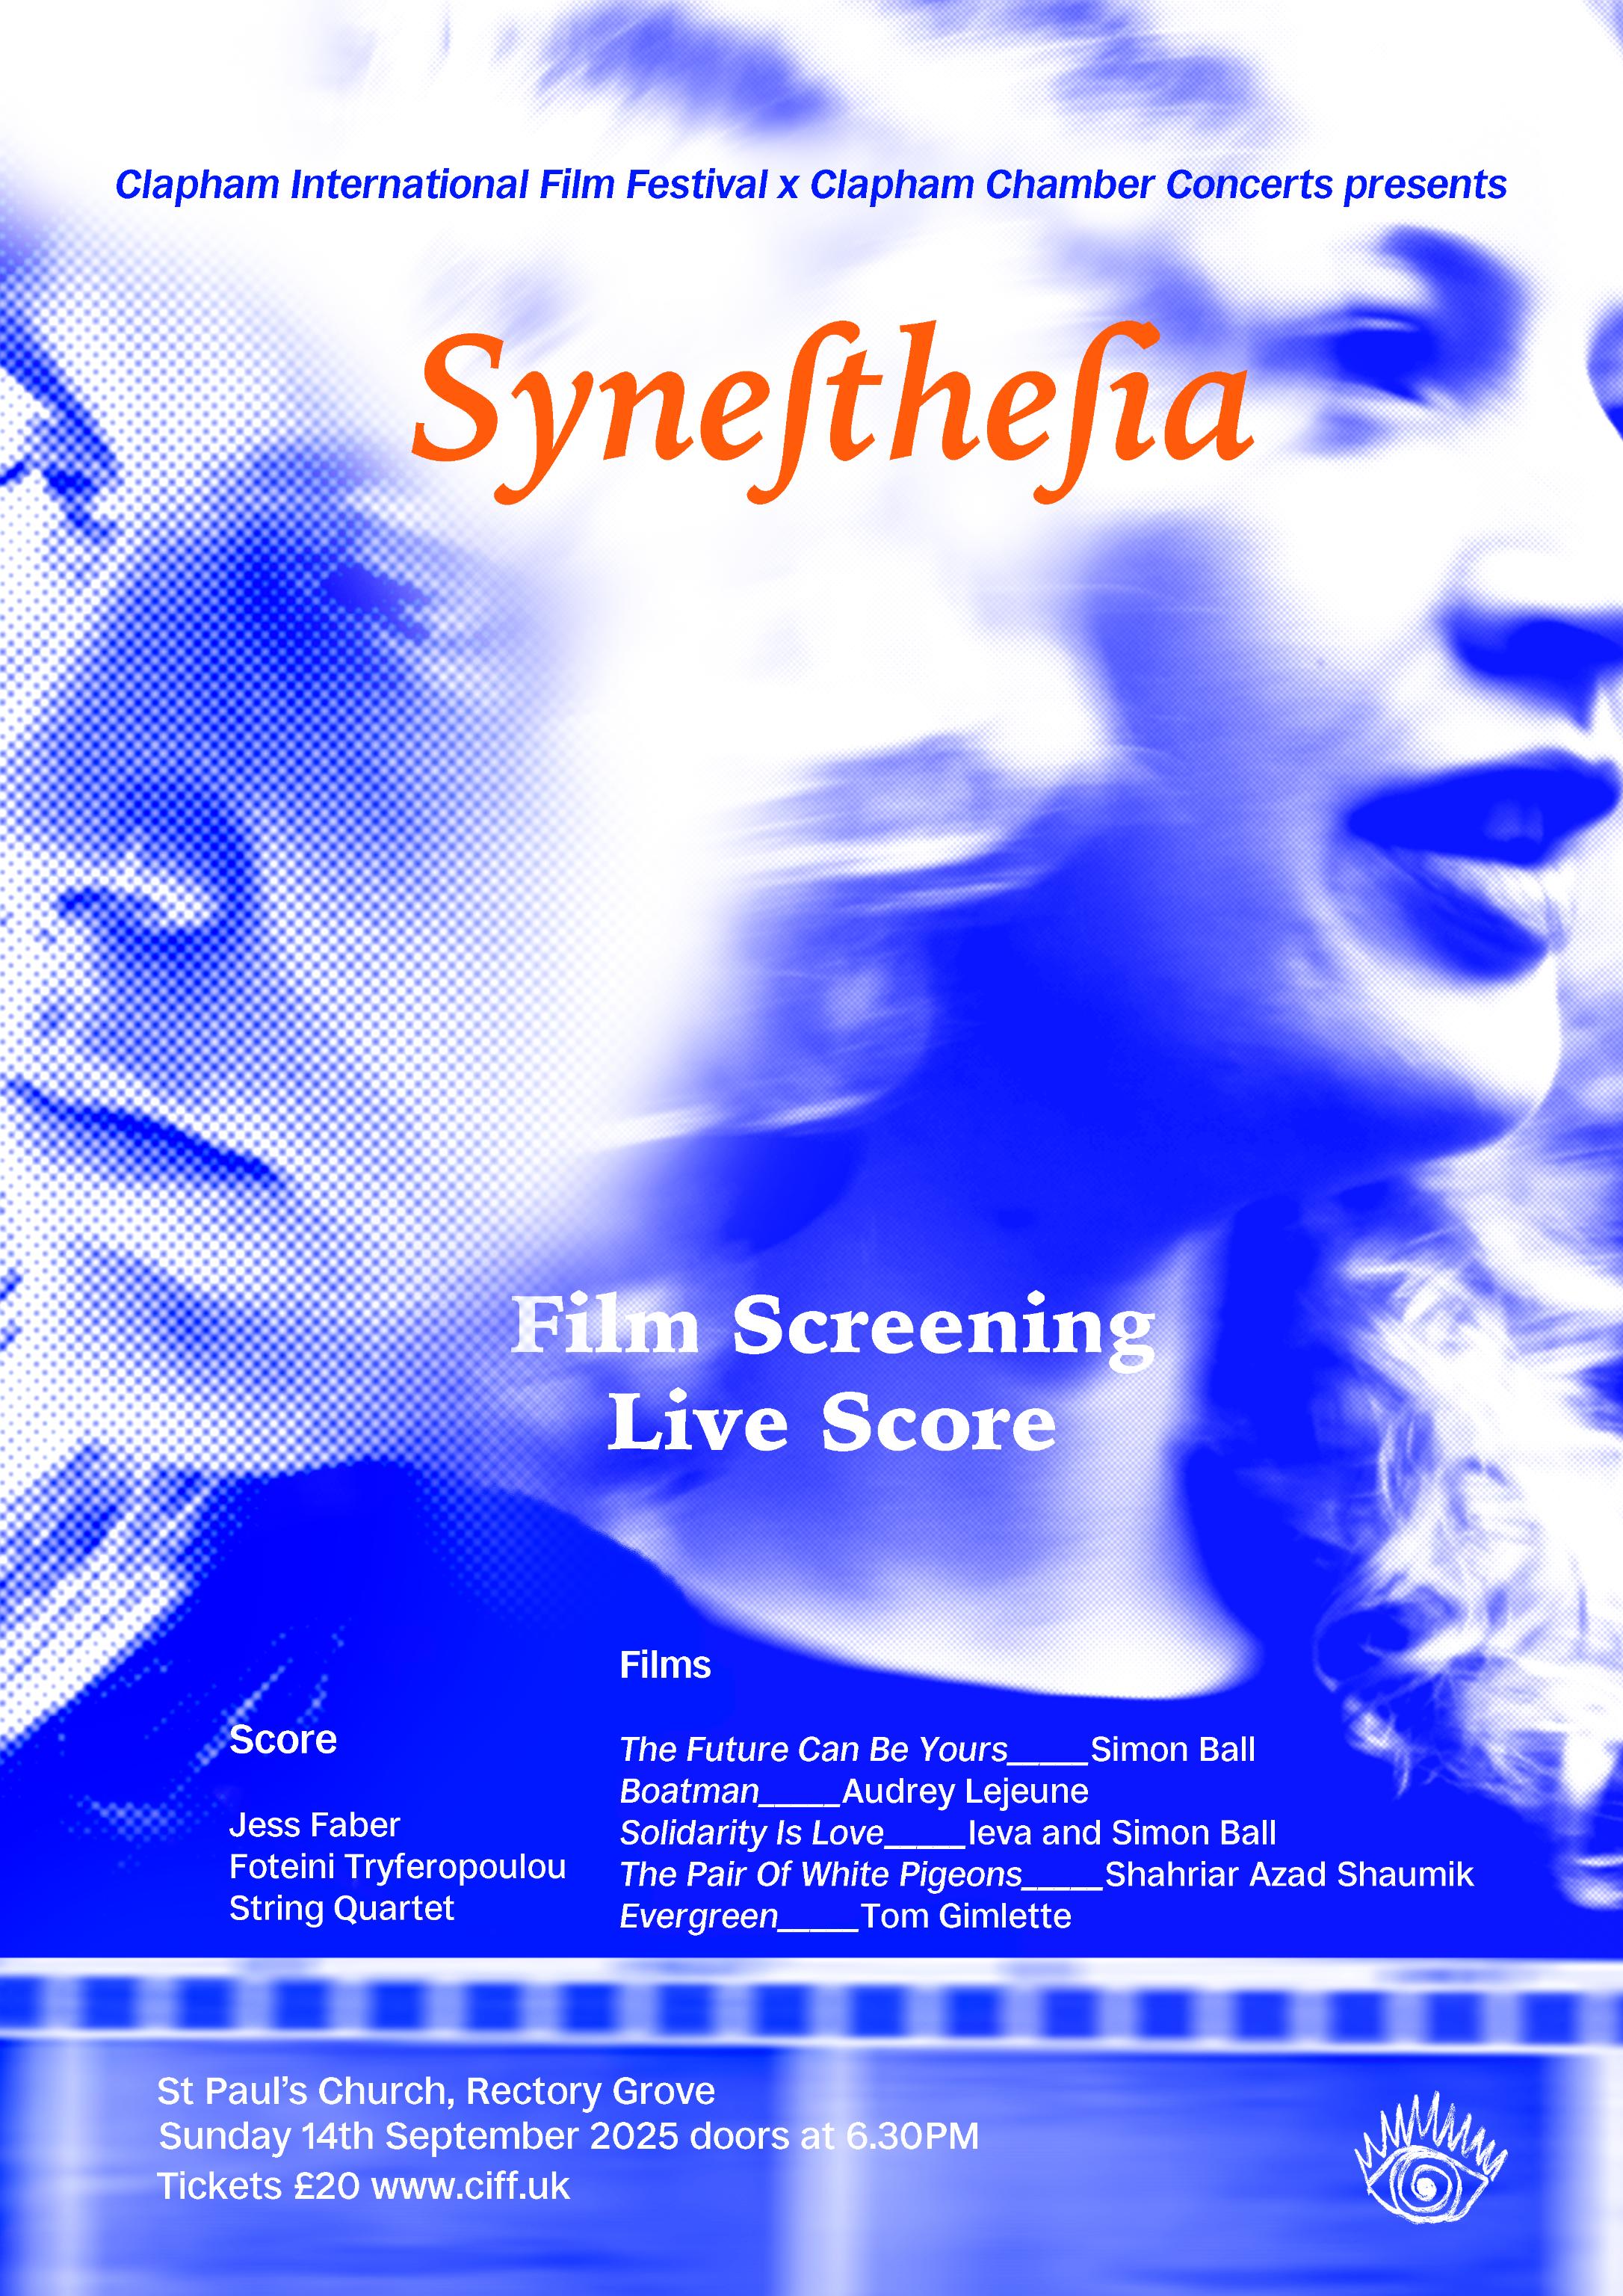 Clapham International Film Festival x Clapham Chamber Concerts presents
Syneſtheſia
Film Screening
Live Score
Score
Jess Faber
Foteini Tryferopoulou
String Quartet
Films
The Future Can Be Yours_____Simon Ball
Boatman_____Audrey Lejeune
Solidarity Is Love_____Ieva and Simon Ball
The Pair Of White Pigeons_____Shahriar Azad Shaumik
Evergreen_____Tom Gimlette
St Paul’s Church, Rectory Grove
Sunday 14th September 2025 doors at 6.30PM
Tickets £20 www.ciff.uk